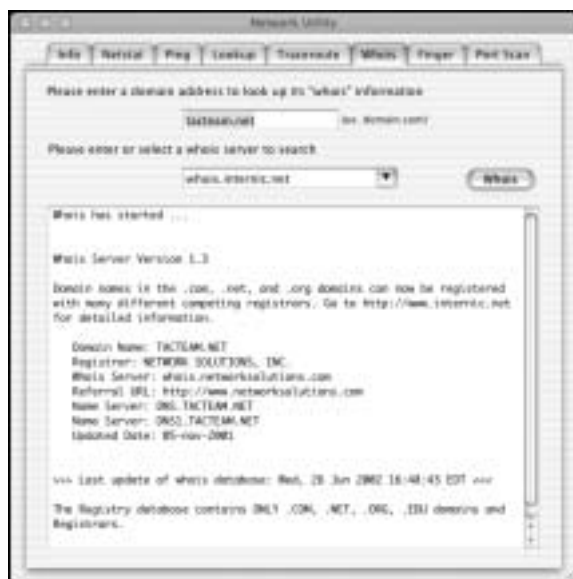 Network Utility
Info Netstat Ping Lookup Traceroute Whois Finger Port Scan
Please enter a domain address to look up its "whois" information
tacteam.net (ex. domain.com)
Please enter or select a whois server to search
whois.internic.net Whois
Whois has started ...
Whois Server Version 1.3
Domain names in the .com, .net, and .org domains can now be registered
with many different competing registrars. Go to http://www.internic.net
for detailed information.
Domain Name: TACTEAM.NET
Registrar: NETWORK SOLUTIONS, INC.
Whois Server: whois.networksolutions.com
Referral URL: http://www.networksolutions.com
Name Server: DNS.TACTEAM.NET
Name Server: DNS1.TACTEAM.NET
Updated Date: 05-nov-2001
>>> Last update of whois database: Wed, Jun 2002 16:48:43 EDT <<<
The Registry database contains ONLY .COM, .NET, .ORG, .EDU domains and
Registrars.